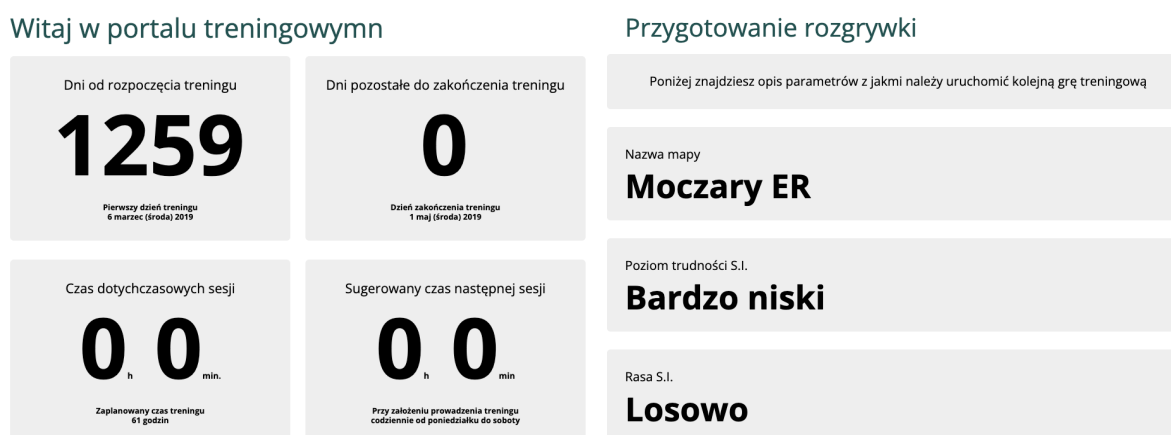 Witaj w portalu treningowymn
Dni od rozpoczęcia treningu
1259
Pierwszy dzień treningu
6 marzec (środa) 2019
Dni pozostałe do zakończenia treningu
0
Dzień zakończenia treningu
1 maj (środa) 2019
Czas dotychczasowych sesji
0 h 0 min.
Zaplanowany czas treningu
61 godzin
Sugerowany czas następnej sesji
0 h 0 min
Przy założeniu prowadzenia treningu
codziennie od poniedziałku do soboty
Przygotowanie rozgrywki
Poniżej znajdziesz opis parametrów z jakmi należy uruchomić kolejną grę treningową
Nazwa mapy
Moczary ER
Poziom trudności S.I.
Bardzo niski
Rasa S.I.
Losowo